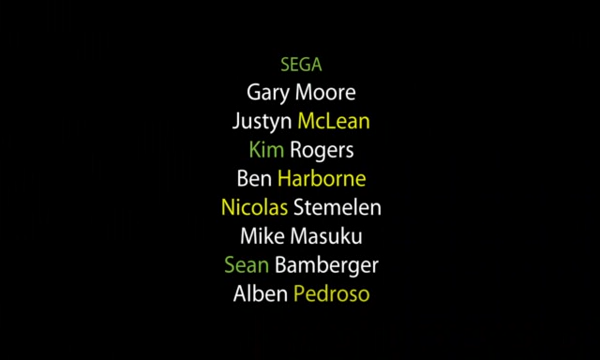 SEGA
Gary Moore
Justyn McLean
Kim Rogers
Ben Harborne
Nicolas Stemelen
Mike Masuku
Sean Bamberger
Alben Pedroso